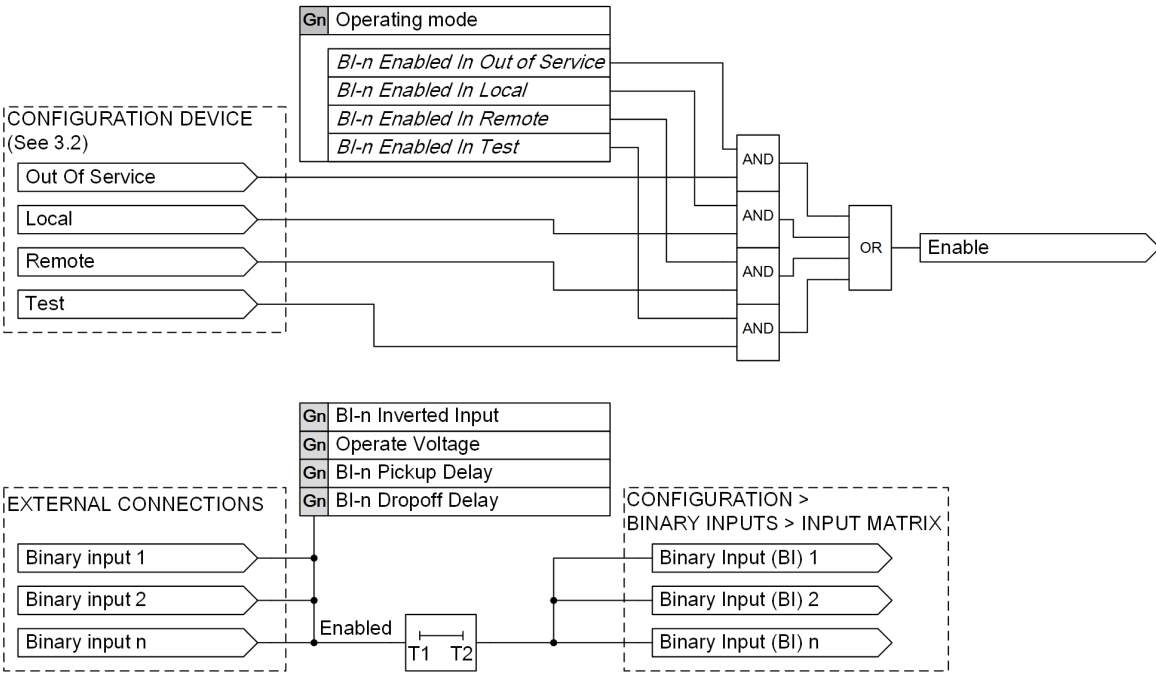 Gn Operating mode
BI-n Enabled In Out of Service
BI-n Enabled In Local
BI-n Enabled In Remote
BI-n Enabled In Test
CONFIGURATION DEVICE
(See 3.2)
Out Of Service
Local
Remote
Test
AND
AND
AND
AND
OR
Enable
Gn BI-n Inverted Input
Gn Operate Voltage
Gn BI-n Pickup Delay
Gn BI-n Dropoff Delay
EXTERNAL CONNECTIONS
Binary input 1
Binary input 2
Binary input n
Enabled
T1 T2
CONFIGURATION >
BINARY INPUTS > INPUT MATRIX
Binary Input (BI) 1
Binary Input (BI) 2
Binary Input (BI) n